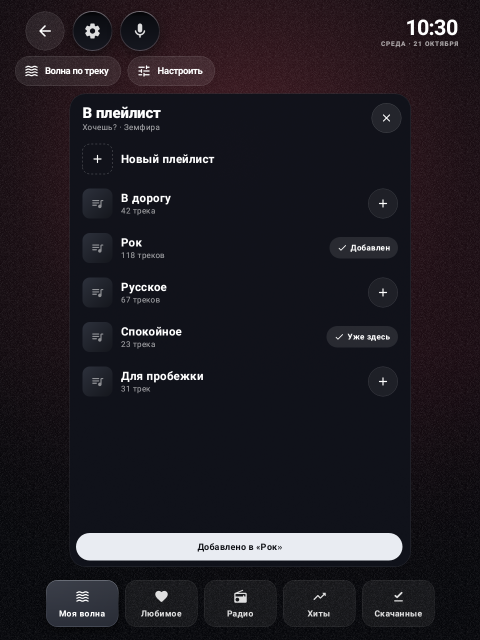 10:30
СРЕДА · 21 ОКТЯБРЯ
Волна по треку
Настроить
В плейлист
Хочешь? · Земфира
Новый плейлист
В дорогу
42 трека
Рок
118 треков
Добавлен
Русское
67 треков
Спокойное
23 трека
Уже здесь
Для пробежки
31 трек
Добавлено в «Рок»
Моя волна
Любимое
Радио
Хиты
Скачанные